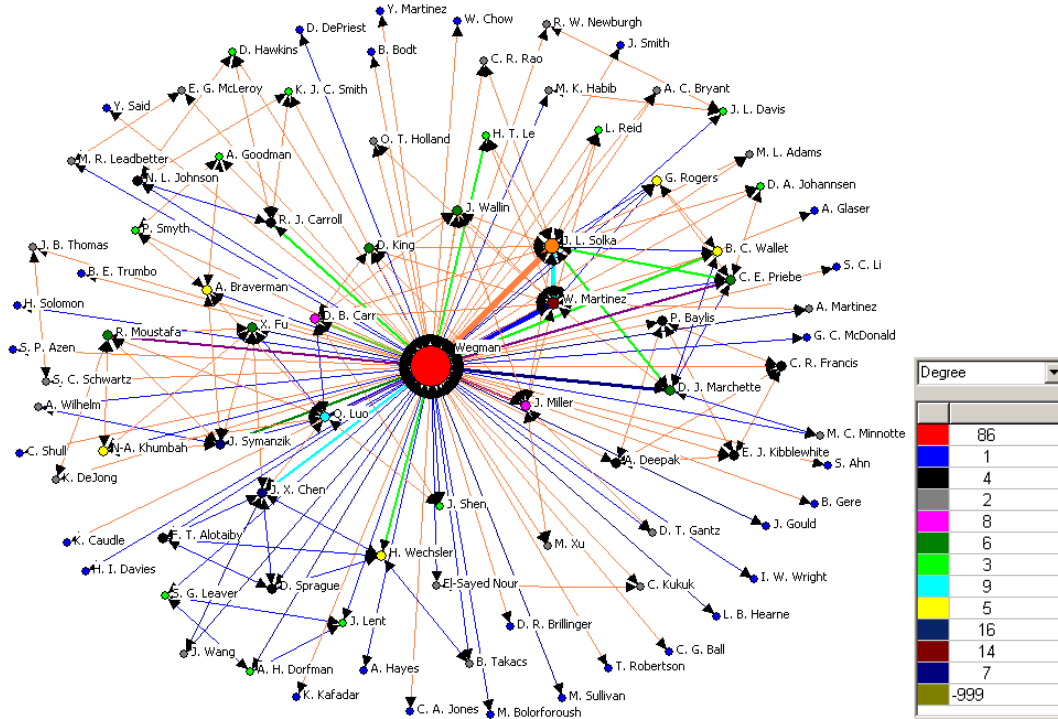 Y. Martinez
D. DePriest
W. Chow
R. W. Newburgh
J. Smith
D. Hawkins
B. Bodt
C. R. Rao
E. G. McLeroy
K. J. C. Smith
M. K. Habib
A. C. Bryant
Y. Said
J. L. Davis
L. Reid
H. T. Le
O. T. Holland
M. R. Leadbetter
A. Goodman
M. L. Adams
N. L. Johnson
G. Rogers
D. A. Johannsen
R. J. Carroll
J. Wallin
A. Glaser
P. Smyth
J. B. Thomas
D. King
J. L. Solka
B. C. Wallet
S. C. Li
B. E. Trumbo
C. E. Priebe
A. Braverman
H. Solomon
W. Martinez
A. Martinez
D. B. Carr
P. Baylis
X. Fu
R. Moustafa
G. C. McDonald
Wegman
S. P. Azen
C. R. Francis
Degree
S. C. Schwartz
D. J. Marchette
86
A. Wilhelm
J. Miller
1
Q. Luo
M. C. Minnotte
4
J. Symanzik
N-A. Khumbah
C. Shull
E. J. Kibblewhite
2
A. Deepak
S. Ahn
8
K. DeJong
6
J. X. Chen
B. Gere
3
J. Shen
J. Gould
9
D. T. Gantz
F. T. Alotaiby
K. Caudle
M. Xu
5
H. Wechsler
16
H. I. Davies
I. W. Wright
14
El-Sayed Nour
C. Kukuk
D. Sprague
7
S. G. Leaver
-999
L. B. Hearne
J. Lent
D. R. Brillinger
C. G. Ball
J. Wang
B. Takacs
T. Robertson
A. H. Dorfman
A. Hayes
K. Kafadar
M. Sullivan
C. A. Jones
M. Bolorforoush